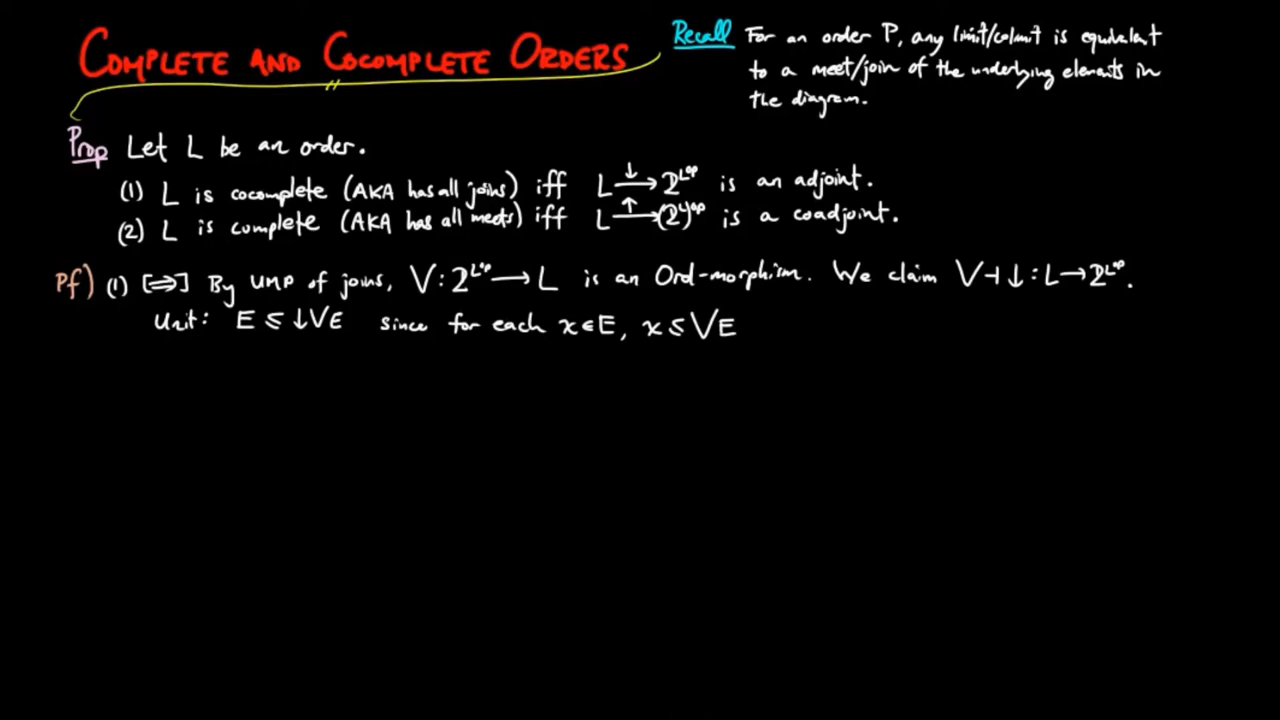 COMPLETE AND COCOMPLETE ORDERS
Recall For an order P, any limit/colimit is equivalent
to a meet/join of the underlying elements in
the diagram.
Prop Let L be an order.
(1) L is cocomplete (AKA has all joins) iff L –↓→ 2^{L^{op}} is an adjoint.
(2) L is complete (AKA has all meets) iff L –↑→ (2^L)^{op} is a coadjoint.
Pf) (1) [⇒] By UMP of joins, ⋁: 2^{L^{op}} → L is an Ord-morphism. We claim ⋁ ⊣ ↓ : L → 2^{L^{op}}.
Unit: E ≤ ↓⋁E since for each x ∈ E, x ≤ ⋁E